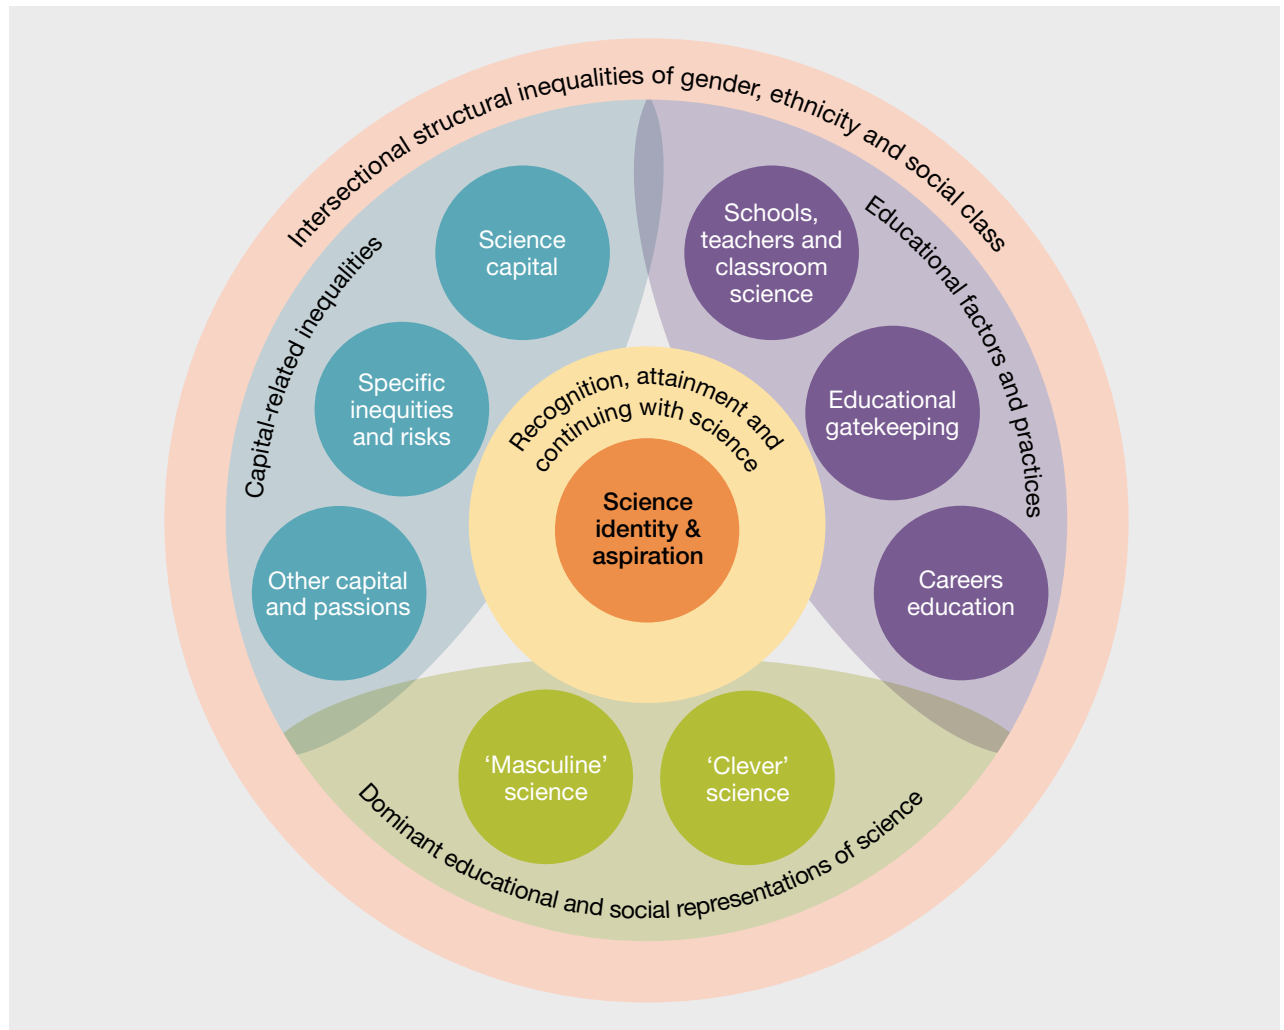 Intersectional structural inequalities of gender, ethnicity and social class
Capital-related inequalities
Science
capital
Specific
inequities
and risks
Other capital
and passions
Educational factors and practices
Schools,
teachers and
classroom
science
Educational
gatekeeping
Careers
education
Recognition, attainment and
continuing with science
Science
identity &
aspiration
‘Masculine’
science
‘Clever’
science
Dominant educational and social representations of science